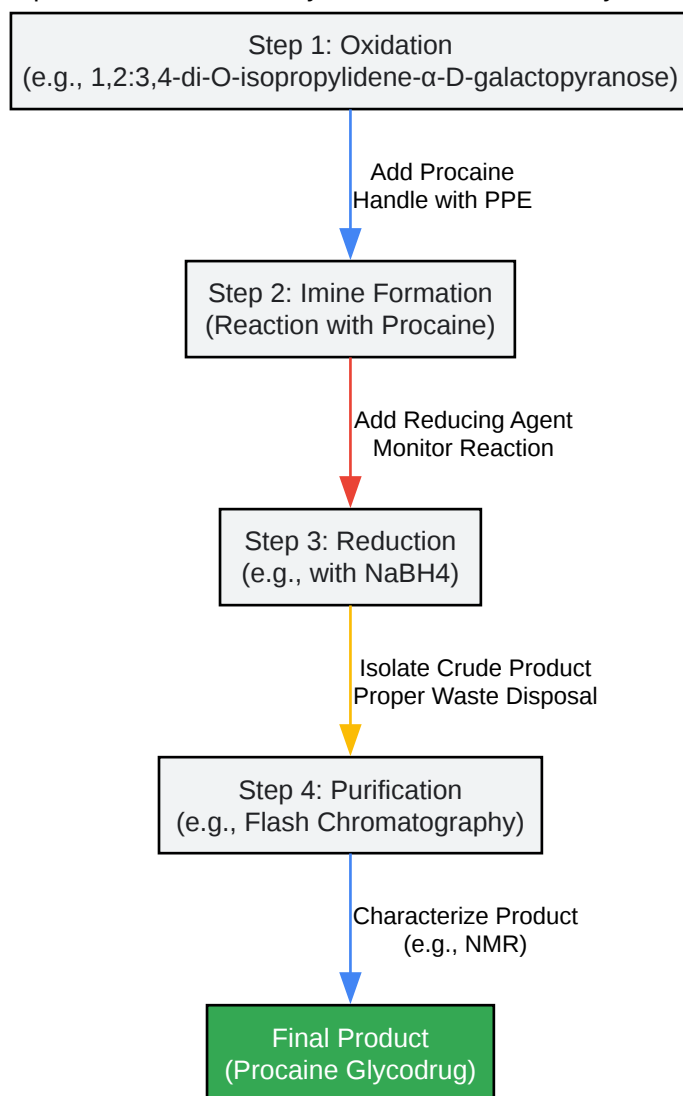 Step 1: Oxidation
(e.g., 1,2:3,4-di-O-isopropylidene-α-D-galactopyranose)
Add Procaine
Handle with PPE
Step 2: Imine Formation
(Reaction with Procaine)
Add Reducing Agent
Monitor Reaction
Step 3: Reduction
(e.g., with NaBH4)
Isolate Crude Product
Proper Waste Disposal
Step 4: Purification
(e.g., Flash Chromatography)
Characterize Product
(e.g., NMR)
Final Product
(Procaine Glycodrug)